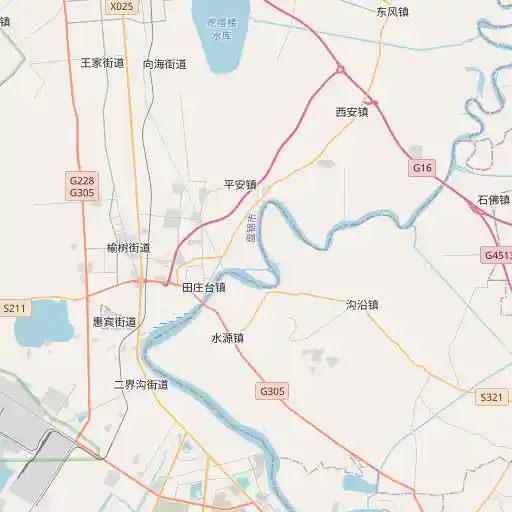 X025
东风镇
镇
疙瘩楼
水库
王家街道
向海街道
西安镇
G16
G228
G305
平安镇
石佛镇
盘锦市
榆树街道
G4513
田庄台镇
S211
沟沿镇
惠宾街道
水源镇
二界沟街道
G305
S321